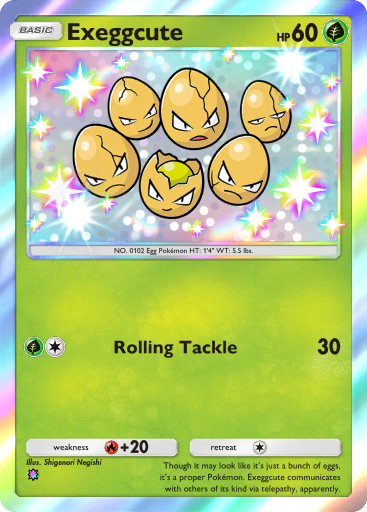 BASIC Exeggcute HP60
NO. 0102 Egg Pokémon HT: 1'4" WT: 5.5 lbs.
Rolling Tackle 30
weakness +20 retreat
Illus. Shigenori Negishi
Though it may look like it's just a bunch of eggs,
it's a proper Pokémon. Exeggcute communicates
with others of its kind via telepathy, apparently.